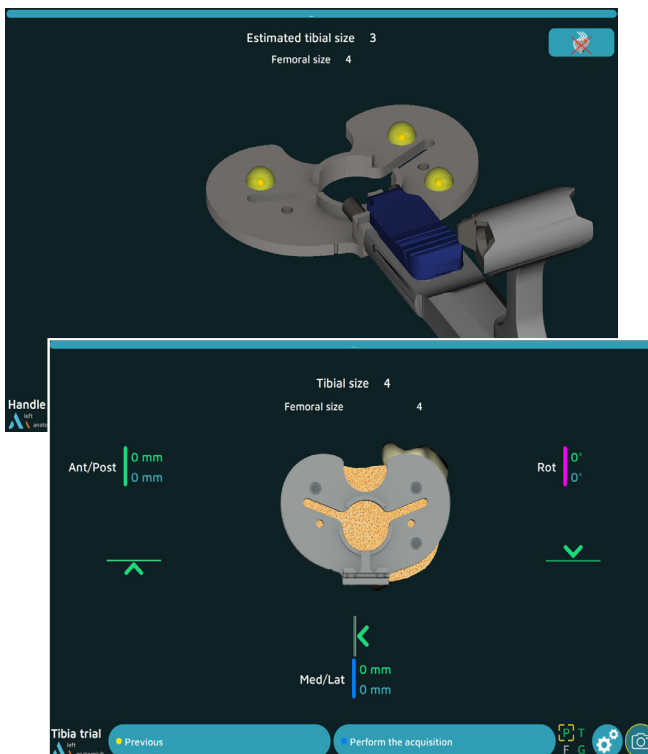 Estimated tibial size 3
Femoral size 4
Handle
left
Tibial size 4
Femoral size 4
Ant/Post 0 mm
0 mm
Rot 0°
0°
Med/Lat 0 mm
0 mm
Tibia trial
left
Previous
Perform the acquisition
P T
F G